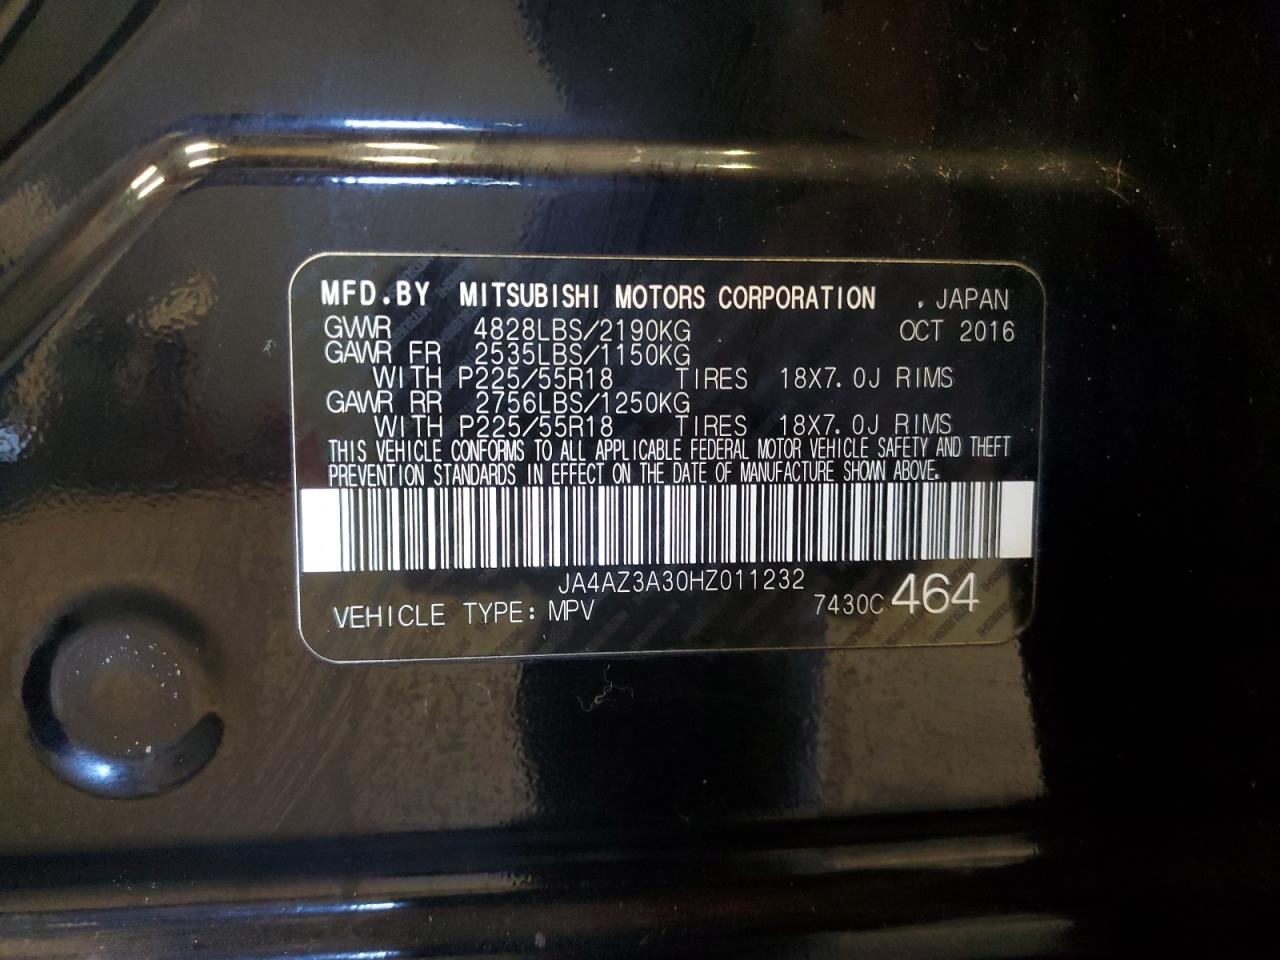 MFD.BY MITSUBISHI MOTORS CORPORATION , JAPAN
GVWR 4828LBS/2190KG OCT 2016
GAWR FR 2535LBS/1150KG
WITH P225/55R18 TIRES 18X7.0J RIMS
GAWR RR 2756LBS/1250KG
WITH P225/55R18 TIRES 18X7.0J RIMS
THIS VEHICLE CONFORMS TO ALL APPLICABLE FEDERAL MOTOR VEHICLE SAFETY AND THEFT
PREVENTION STANDARDS IN EFFECT ON THE DATE OF MANUFACTURE SHOWN ABOVE.
JA4AZ3A30HZ011232
VEHICLE TYPE: MPV 7430C 464